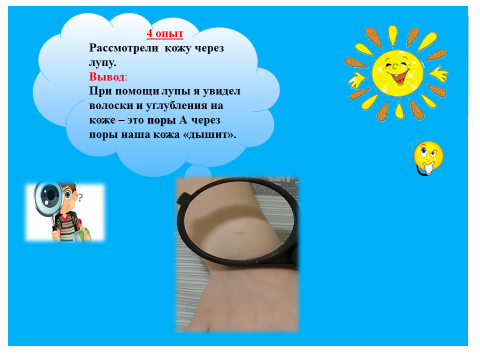 4 опыт
Рассмотрели кожу через
лупу.
Вывод:
При помощи лупы я увидел
волоски и углубления на
коже – это поры А через
поры наша кожа «дышит».